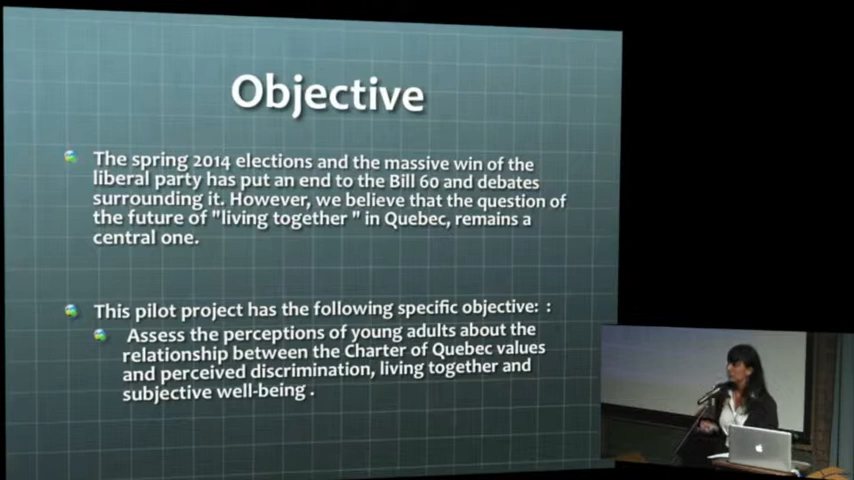 Objective
The spring 2014 elections and the massive win of the
liberal party has put an end to the Bill 60 and debates
surrounding it. However, we believe that the question of
the future of "living together " in Quebec, remains a
central one.
This pilot project has the following specific objective: :
Assess the perceptions of young adults about the
relationship between the Charter of Quebec values
and perceived discrimination, living together and
subjective well-being .